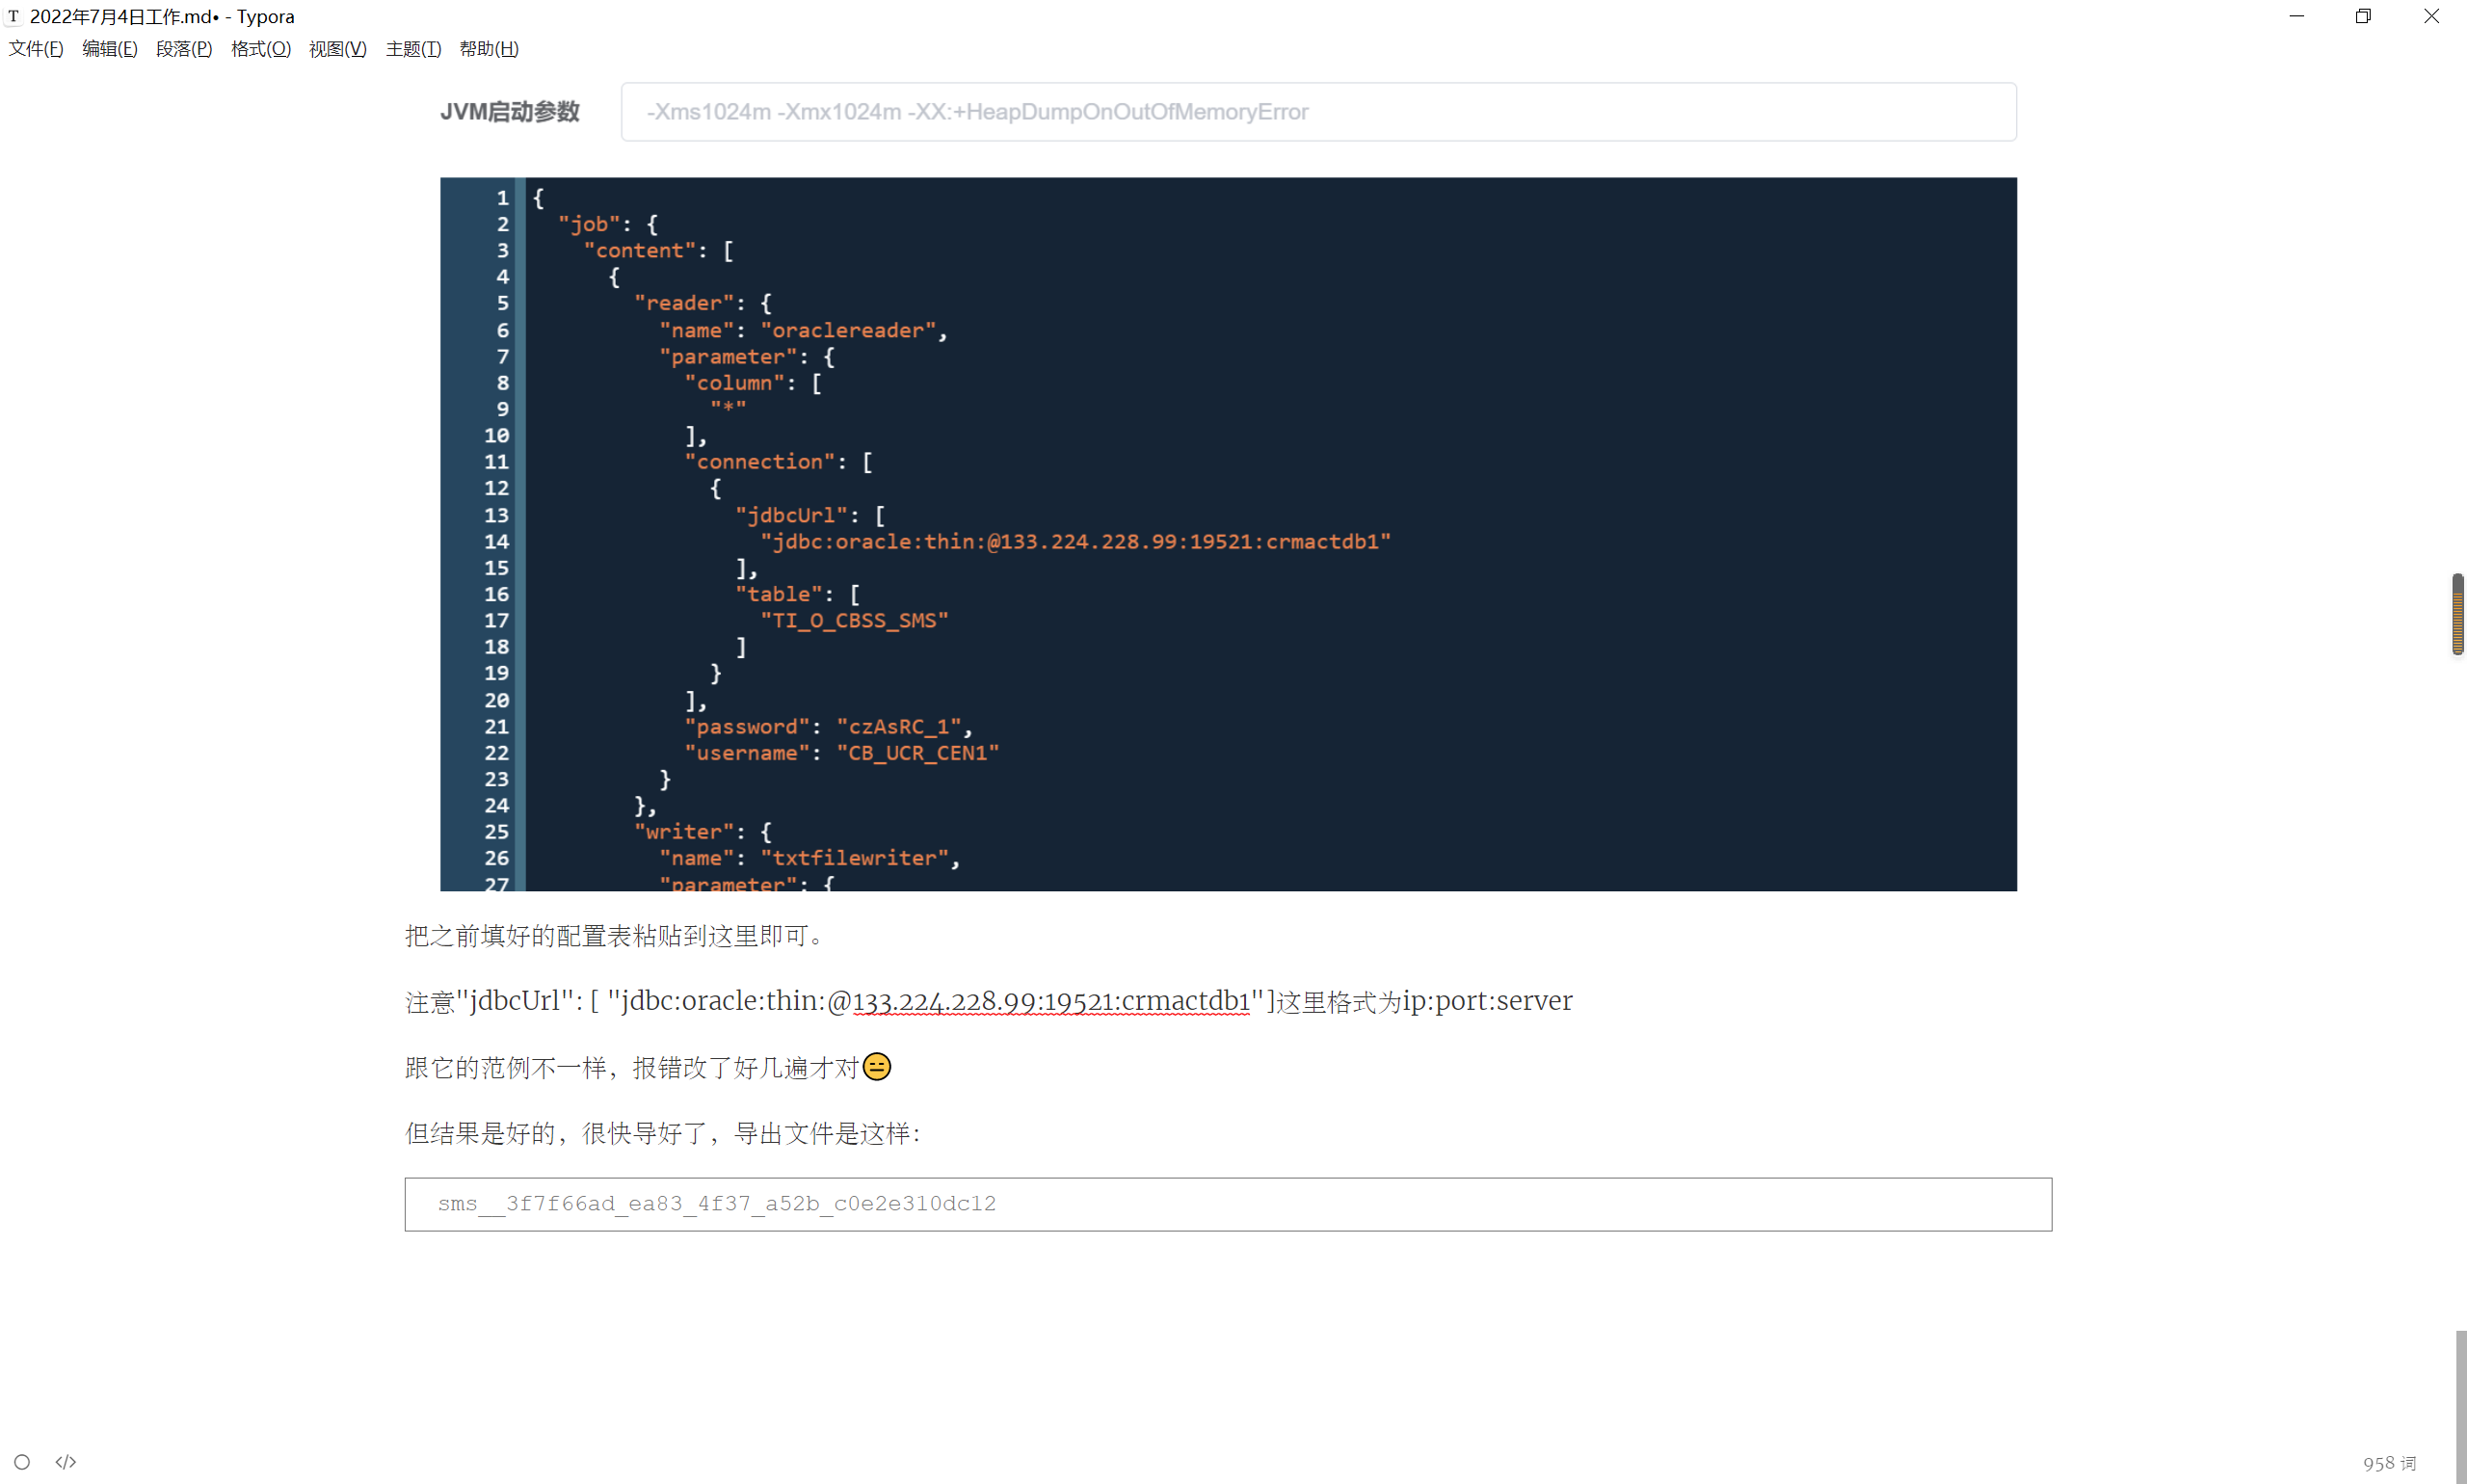 2022年7月4日工作.md• - Typora
文件(F) 编辑(E) 段落(P) 格式(O) 视图(V) 主题(T) 帮助(H)
JVM启动参数 -Xms1024m -Xmx1024m -XX:+HeapDumpOnOutOfMemoryError
1 {
2 "job": {
3 "content": [
4 {
5 "reader": {
6 "name": "oraclereader",
7 "parameter": {
8 "column": [
9 "*"
10 ],
11 "connection": [
12 {
13 "jdbcUrl": [
14 "jdbc:oracle:thin:@133.224.228.99:19521:crmactdb1"
15 ],
16 "table": [
17 "TI_O_CBSS_SMS"
18 ]
19 }
20 ],
21 "password": "czAsRC_1",
22 "username": "CB_UCR_CEN1"
23 }
24 },
25 "writer": {
26 "name": "txtfilewriter",
27 "parameter": {
把之前填好的配置表粘贴到这里即可。
注意"jdbcUrl": [ "jdbc:oracle:thin:@133.224.228.99:19521:crmactdb1" ]这里格式为ip:port:server
跟它的范例不一样，报错改了好几遍才对😑
但结果是好的，很快导好了，导出文件是这样：
sms__3f7f66ad_ea83_4f37_a52b_c0e2e310dc12
</> 958 词